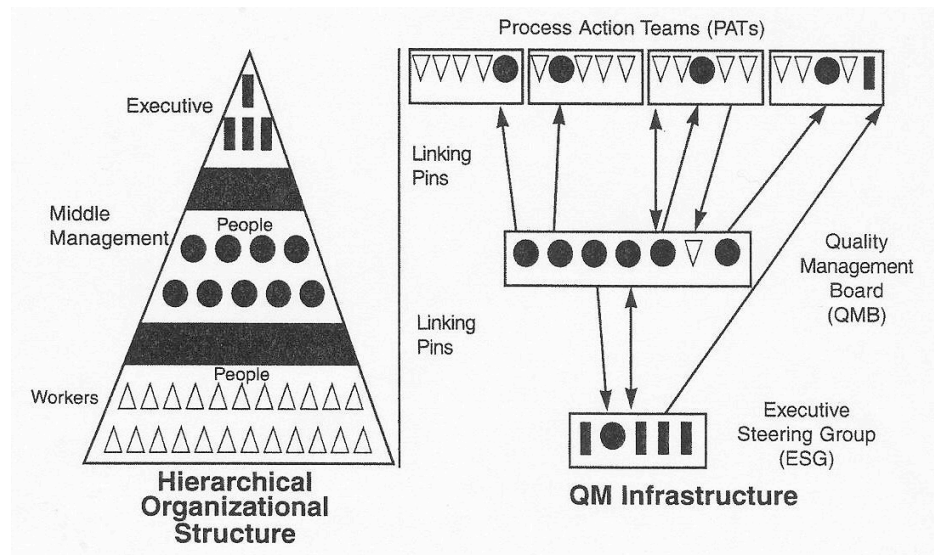 Process Action Teams (PATs)
Executive
Linking
Pins
Middle
Management
People
Quality
Management
Board
(QMB)
Linking
Pins
People
Workers
Executive
Steering Group
(ESG)
Hierarchical
Organizational
Structure
QM Infrastructure